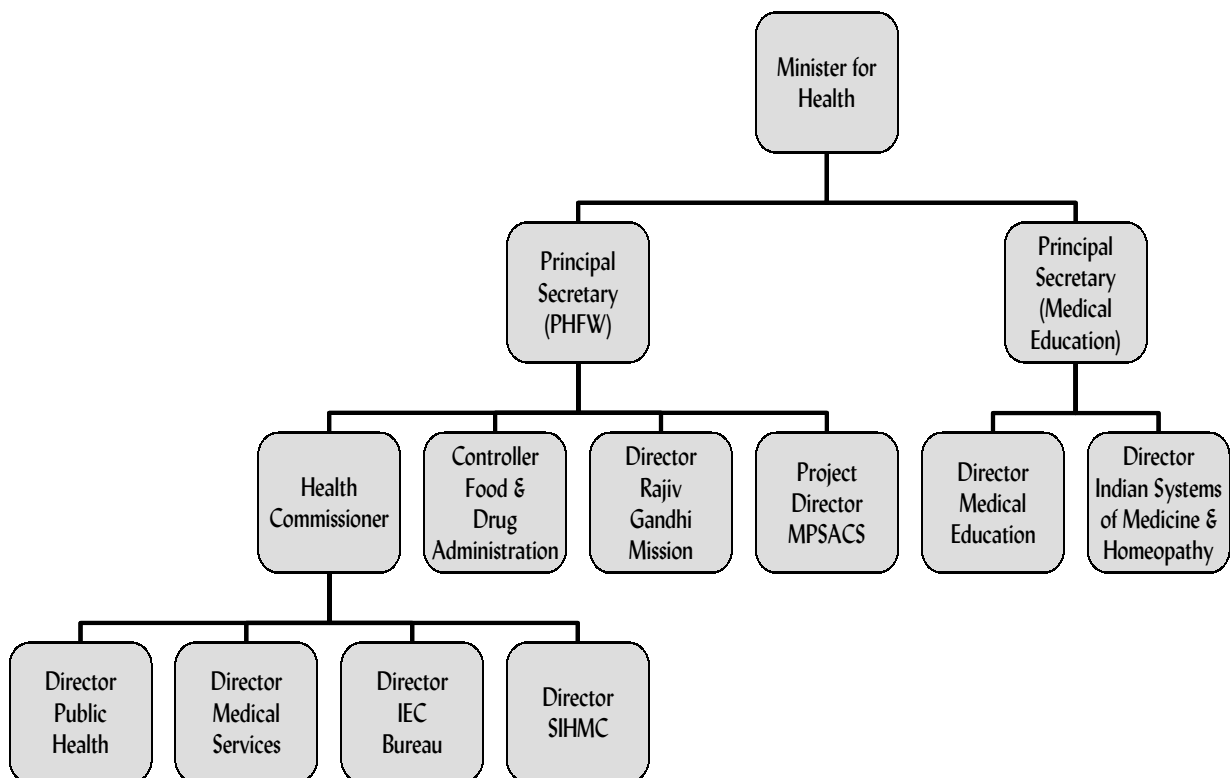 Minister for
Health
Principal
Secretary
(PHFW)
Principal
Secretary
(Medical
Education)
Health
Commissioner
Controller
Food &
Drug
Administration
Director
Rajiv
Gandhi
Mission
Project
Director
MPSACS
Director
Medical
Education
Director
Indian Systems
of Medicine &
Homeopathy
Director
Public
Health
Director
Medical
Services
Director
IEC
Bureau
Director
SIHMC